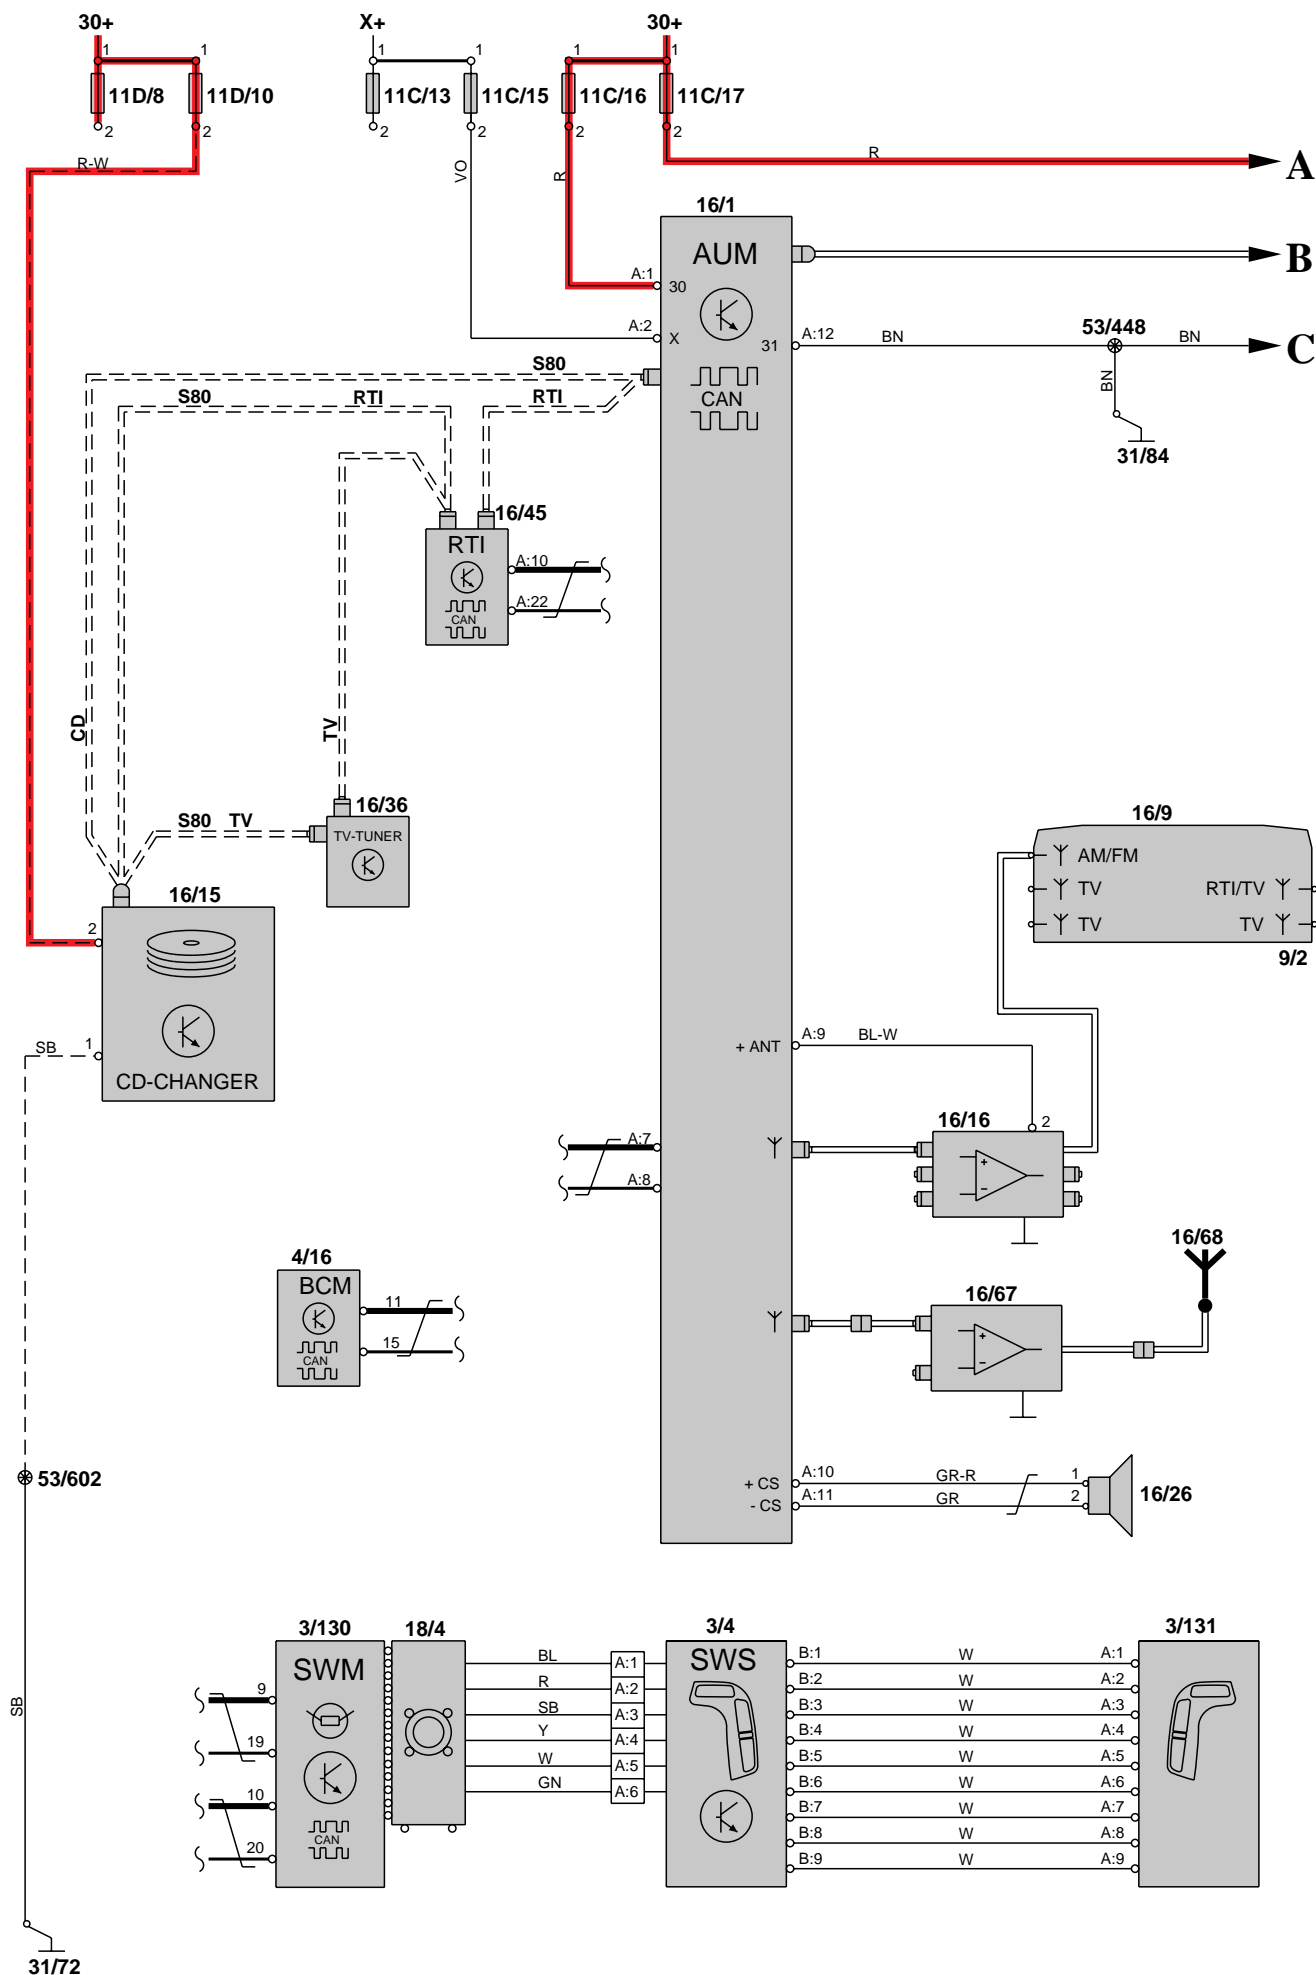 30+ X+ 30+
1 1 1 1 1 1
11D/8 11D/10 11C/13 11C/15 11C/16 11C/17
2 2 2 2 2 2
R-W VO R R A
16/1
AUM B
A:1 30
A:2 X 31 A:12 BN 53/448 BN C
S80 CAN BN
S80 RTI RTI
31/84
16/45
RTI
A:10
A:22
CAN
CD TV
16/36
S80 TV TV-TUNER
16/9
AM/FM
TV RTI/TV
TV TV
9/2
16/15
2
1
SB
CD-CHANGER
+ ANT A:9 BL-W
16/16 2
A:7
A:8
+
-
16/68
4/16
BCM
11
15
CAN
16/67
+
-
53/602
+ CS A:10 GR-R 1
- CS A:11 GR 2
16/26
3/130 18/4 3/4 3/131
SWM SWS
BL A:1 B:1 W A:1
9 R A:2 B:2 W A:2
SB SB A:3 B:3 W A:3
19 Y A:4 B:4 W A:4
W A:5 B:5 W A:5
10 GN A:6 B:6 W A:6
B:7 W A:7
CAN B:8 W A:8
20 B:9 W A:9
31/72